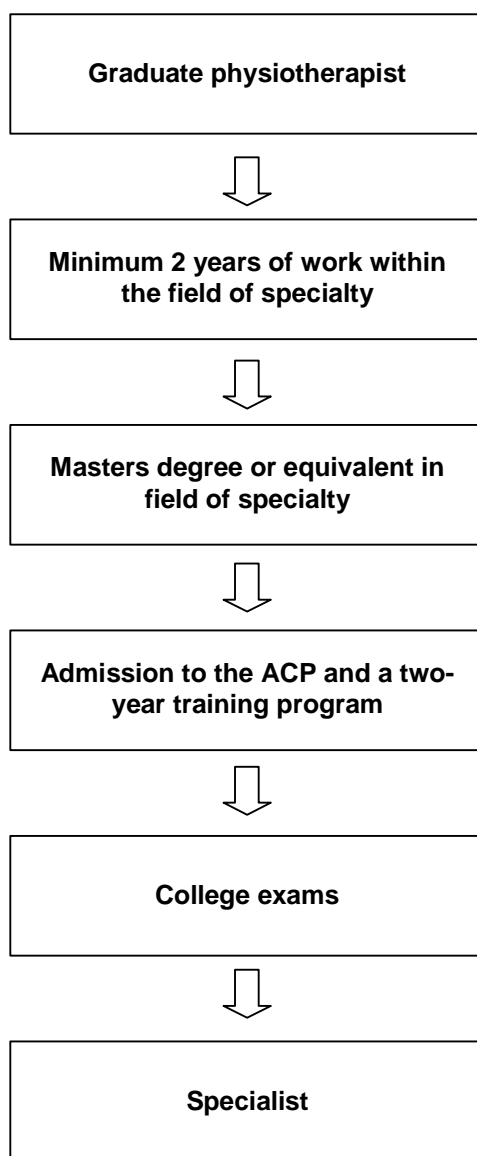 Graduate physiotherapist
Minimum 2 years of work within
the field of specialty
Masters degree or equivalent in
field of specialty
Admission to the ACP and a two-
year training program
College exams
Specialist